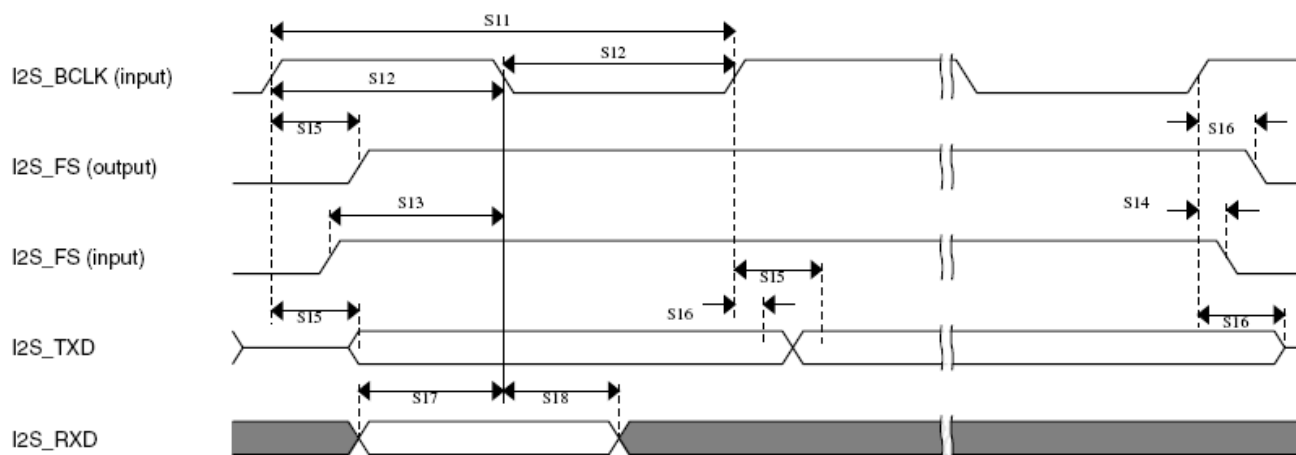 S11
I2S_BCLK (input)
S12
S12
S15
S16
I2S_FS (output)
S13
S14
I2S_FS (input)
S15
S15
S16
S16
I2S_TXD
S17
S18
I2S_RXD